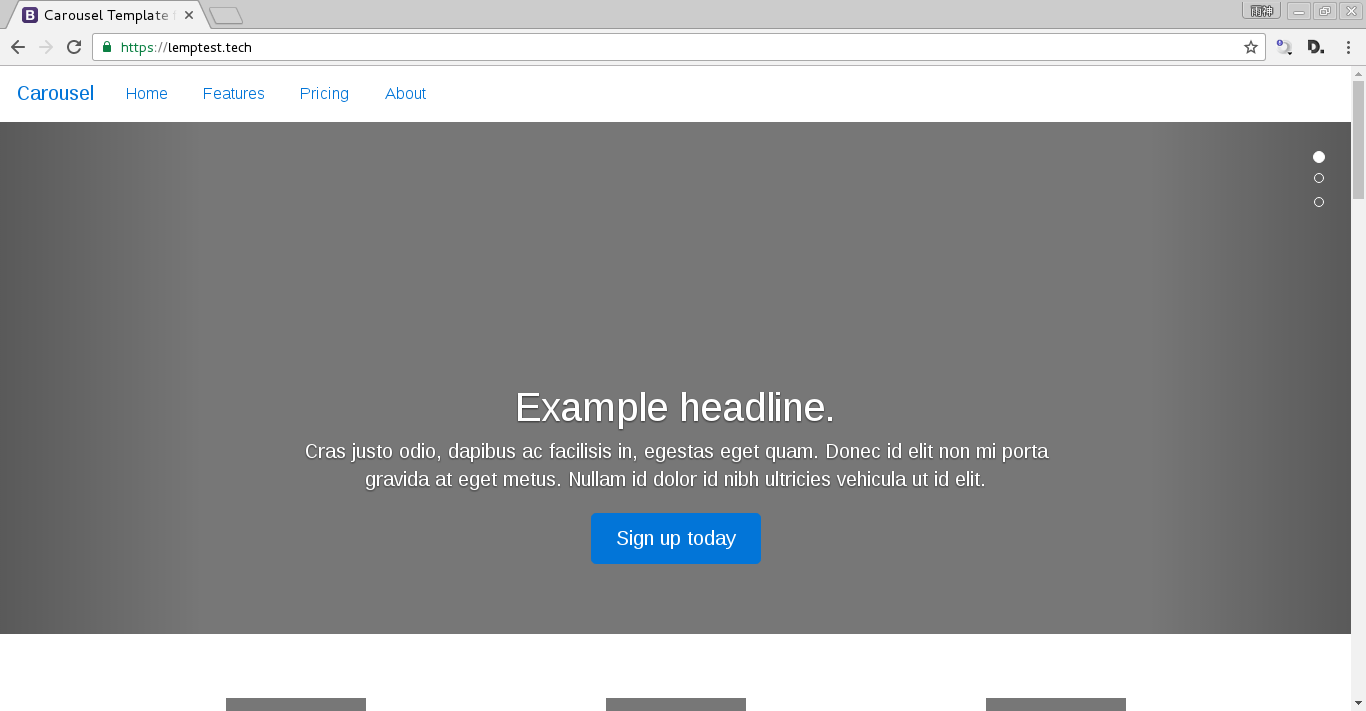 Carousel Template f
雨神
https://lemptest.tech
D.
Carousel Home Features Pricing About
Example headline.
Cras justo odio, dapibus ac facilisis in, egestas eget quam. Donec id elit non mi porta
gravida at eget metus. Nullam id dolor id nibh ultricies vehicula ut id elit.
Sign up today